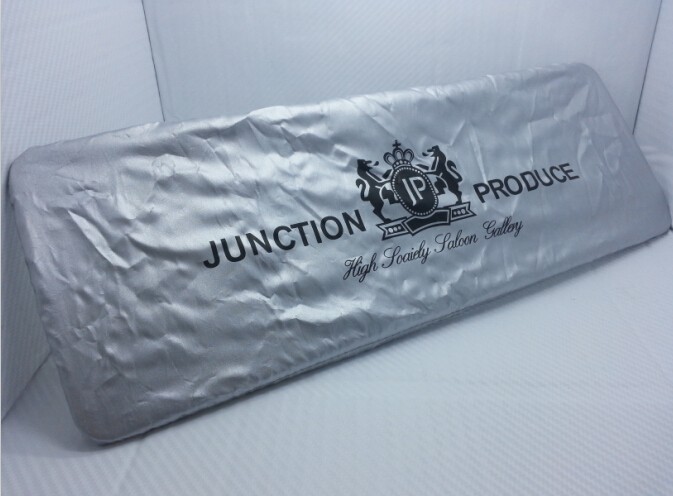 JUNCTION JP PRODUCE
High Society Saloon Gallery